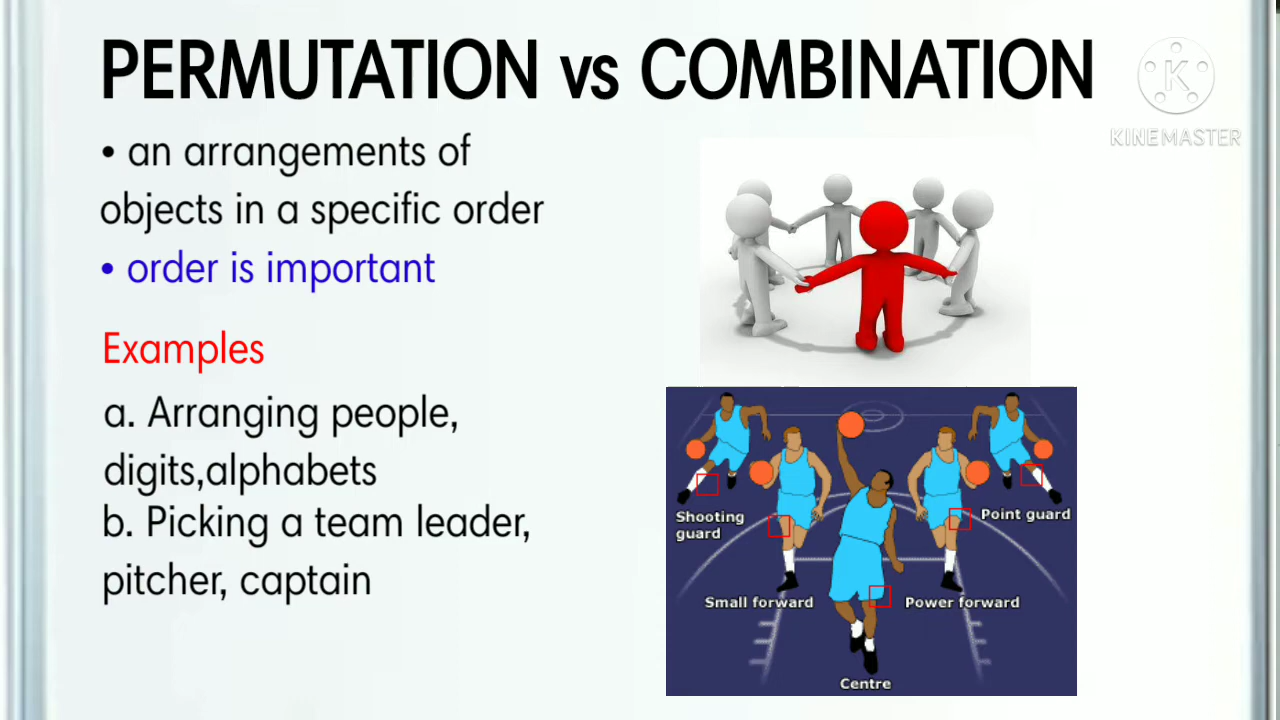 PERMUTATION vs COMBINATION
K
KINEMASTER
• an arrangements of
objects in a specific order
• order is important
Examples
a. Arranging people,
digits,alphabets
b. Picking a team leader,
pitcher, captain
Shooting
guard
Point guard
Small forward
Power forward
Centre